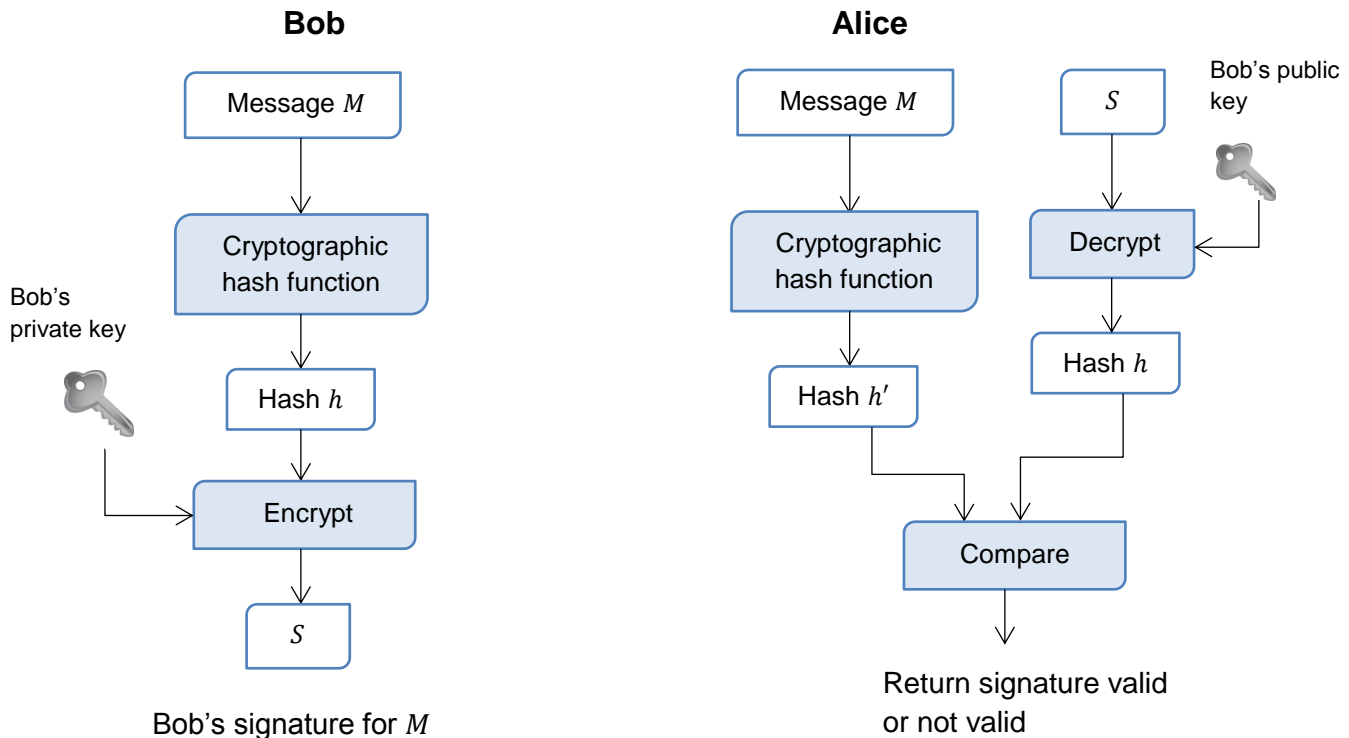 Bob
Message M
Cryptographic
hash function
Bob’s
private key
Hash h
Encrypt
S
Bob’s signature for M
Alice
Message M
S
Bob’s public
key
Cryptographic
hash function
Decrypt
Hash h′
Hash h
Compare
Return signature valid
or not valid